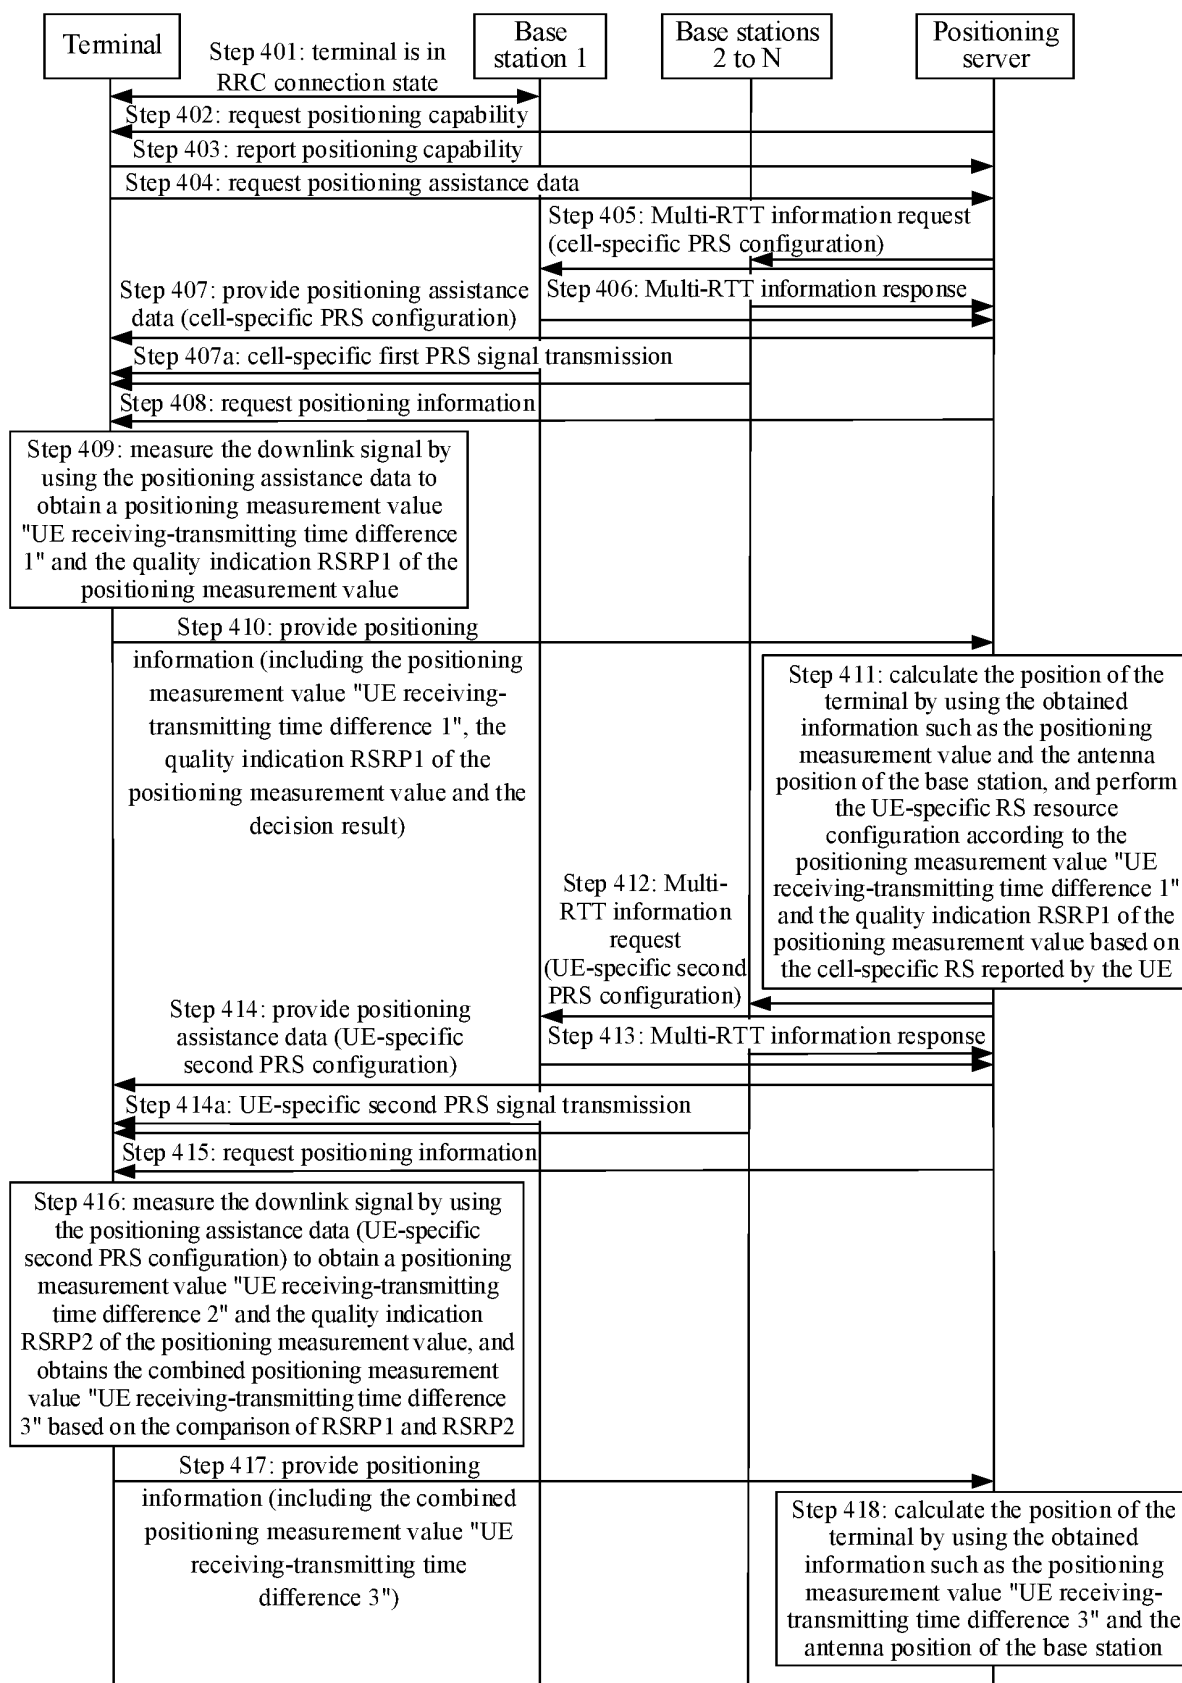 Terminal
Base
station 1
Base stations
2 to N
Positioning
server
Step 401: terminal is in
RRC connection state
Step 402: request positioning capability
Step 403: report positioning capability
Step 404: request positioning assistance data
Step 405: Multi-RTT information request
(cell-specific PRS configuration)
Step 406: Multi-RTT information response
Step 407: provide positioning assistance
data (cell-specific PRS configuration)
Step 407a: cell-specific first PRS signal transmission
Step 408: request positioning information
Step 409: measure the downlink signal by
using the positioning assistance data to
obtain a positioning measurement value
"UE receiving-transmitting time difference
1" and the quality indication RSRP1 of the
positioning measurement value
Step 410: provide positioning
information (including the positioning
measurement value "UE receiving-
transmitting time difference 1", the
quality indication RSRP1 of the
positioning measurement value and the
decision result)
Step 411: calculate the position of the
terminal by using the obtained
information such as the positioning
measurement value and the antenna
position of the base station, and perform
the UE-specific RS resource
configuration according to the
positioning measurement value "UE
receiving-transmitting time difference 1"
and the quality indication RSRP1 of the
positioning measurement value based on
the cell-specific RS reported by the UE
Step 412: Multi-
RTT information
request
(UE-specific second
PRS configuration)
Step 413: Multi-RTT information response
Step 414: provide positioning
assistance data (UE-specific
second PRS configuration)
Step 414a: UE-specific second PRS signal transmission
Step 415: request positioning information
Step 416: measure the downlink signal by using
the positioning assistance data (UE-specific
second PRS configuration) to obtain a positioning
measurement value "UE receiving-transmitting
time difference 2" and the quality indication
RSRP2 of the positioning measurement value, and
obtains the combined positioning measurement
value "UE receiving-transmitting time difference
3" based on the comparison of RSRP1 and RSRP2
Step 417: provide positioning
information (including the combined
positioning measurement value "UE
receiving-transmitting time
difference 3")
Step 418: calculate the position of the
terminal by using the obtained
information such as the positioning
measurement value "UE receiving-
transmitting time difference 3" and the
antenna position of the base station